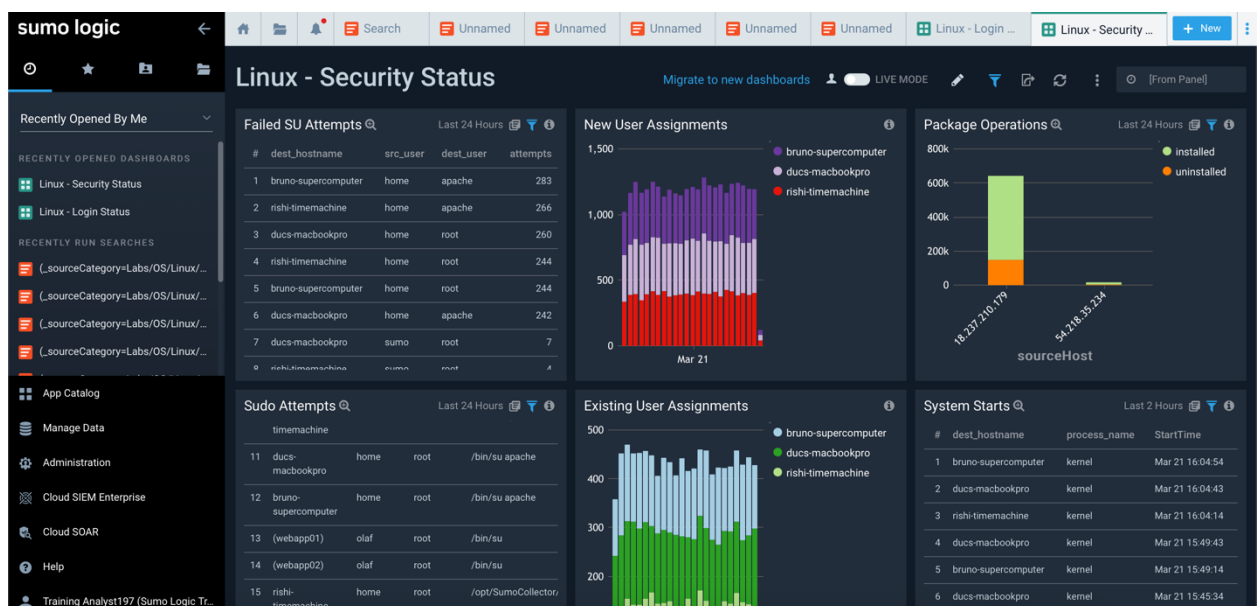 sumo logic
Search
Unnamed
Unnamed
Unnamed
Unnamed
Unnamed
Linux - Login ...
Linux - Security ...
+ New
Linux - Security Status
Migrate to new dashboards
LIVE MODE
[From Panel]
Recently Opened By Me
RECENTLY OPENED DASHBOARDS
Linux - Security Status
Linux - Login Status
RECENTLY RUN SEARCHES
(_sourceCategory=Labs/OS/Linux/...
(_sourceCategory=Labs/OS/Linux/...
(_sourceCategory=Labs/OS/Linux/...
(_sourceCategory=Labs/OS/Linux/...
App Catalog
Manage Data
Administration
Cloud SIEM Enterprise
Cloud SOAR
Help
Training Analyst197 (Sumo Logic Tr...
Failed SU Attempts
Last 24 Hours
# dest_hostname src_user dest_user attempts
1 bruno-supercomputer home apache 283
2 rishi-timemachine home apache 266
3 ducs-macbookpro home root 260
4 rishi-timemachine home root 244
5 bruno-supercomputer home root 244
6 ducs-macbookpro home apache 242
7 ducs-macbookpro sumo root 7
8 rishi-timemachine sumo root 4
New User Assignments
1,500
1,000
500
0
Mar 21
bruno-supercomputer
ducs-macbookpro
rishi-timemachine
Package Operations
Last 24 Hours
800k
600k
400k
200k
0
18.237.210.179
54.218.35.234
sourceHost
installed
uninstalled
Sudo Attempts
Last 24 Hours
timemachine
11 ducs- home root /bin/su apache
macbookpro
12 bruno- home root /bin/su apache
supercomputer
13 (webapp01) olaf root /bin/su
14 (webapp02) olaf root /bin/su
15 rishi- home root /opt/SumoCollector/
timemachine
Existing User Assignments
500
400
300
200
bruno-supercomputer
ducs-macbookpro
rishi-timemachine
System Starts
Last 2 Hours
# dest_hostname process_name StartTime
1 bruno-supercomputer kernel Mar 21 16:04:54
2 ducs-macbookpro kernel Mar 21 16:04:43
3 rishi-timemachine kernel Mar 21 16:04:14
4 ducs-macbookpro kernel Mar 21 15:49:43
5 bruno-supercomputer kernel Mar 21 15:49:14
6 ducs-macbookpro kernel Mar 21 15:45:34